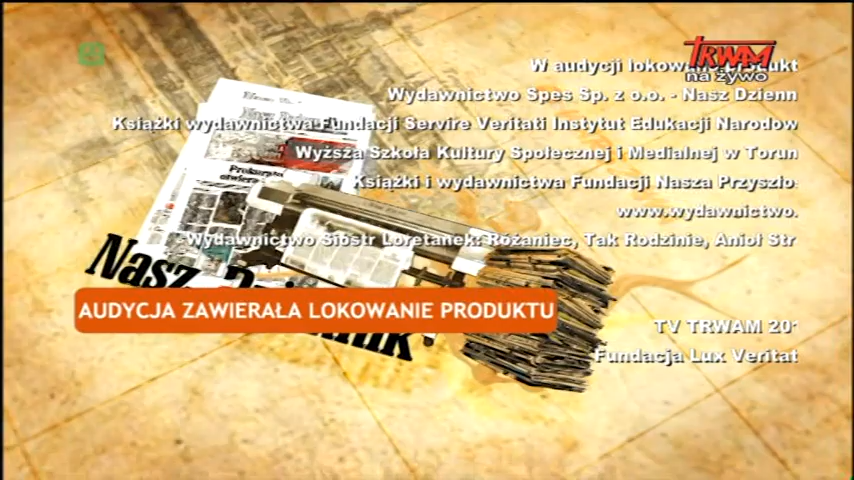 TRWAM
na żywo
W audycji lokowano produkt
Wydawnictwo Spes Sp. z o.o. - Nasz Dzienn
Książki wydawnictwa Fundacji Servire Veritati Instytut Edukacji Narodow
Wyższa Szkoła Kultury Społecznej i Medialnej w Torun
Książki i wydawnictwa Fundacji Nasza Przyszło
www.wydawnictwo.
Wydawnictwo Sióstr Loretanek: Różaniec, Tak Rodzinie, Anioł Str
Nasz
AUDYCJA ZAWIERAŁA LOKOWANIE PRODUKTU
TV TRWAM 20
Fundacja Lux Veritat